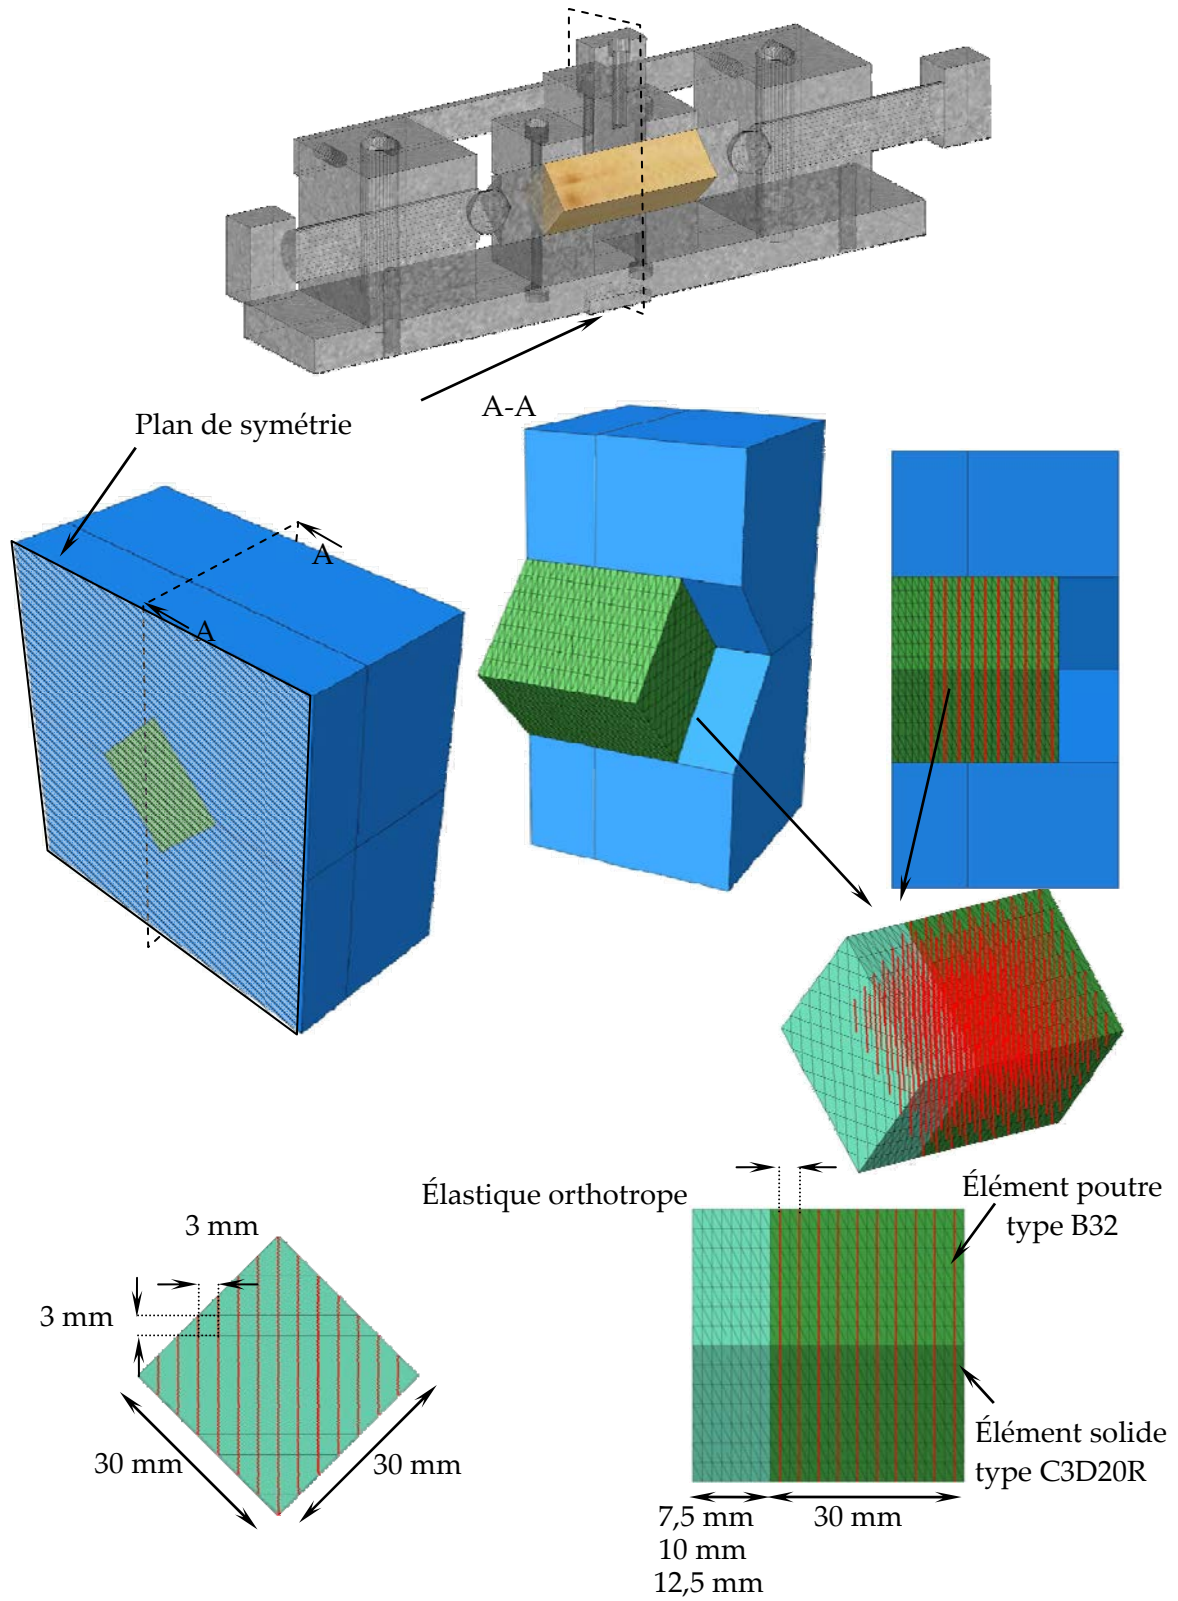 A-A
Plan de symétrie
A
A
Élastique orthotrope
Élément poutre
type B32
3 mm
3 mm
30 mm
30 mm
Élément solide
type C3D20R
7,5 mm
30 mm
10 mm
12,5 mm